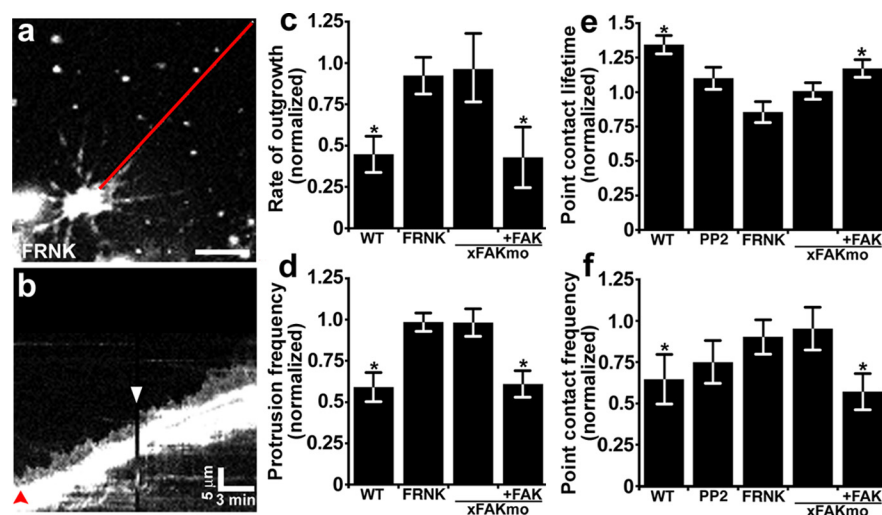 a
FRNK
b
5 μm
3 min
c
Rate of outgrowth
(normalized)
1.25
1.0
0.75
0.5
0.25
0
*
*
WT
FRNK
+FAK
xFAKmo
d
Protrusion frequency
(normalized)
1.25
1.0
0.75
0.5
0.25
0
*
*
WT
FRNK
+FAK
xFAKmo
e
Point contact lifetime
(normalized)
1.5
1.25
1.0
0.75
0.5
0.25
0
*
*
WT
PP2
FRNK
+FAK
xFAKmo
f
Point contact frequency
(normalized)
1.25
1.0
0.75
0.5
0.25
0
*
*
WT
PP2
FRNK
+FAK
xFAKmo